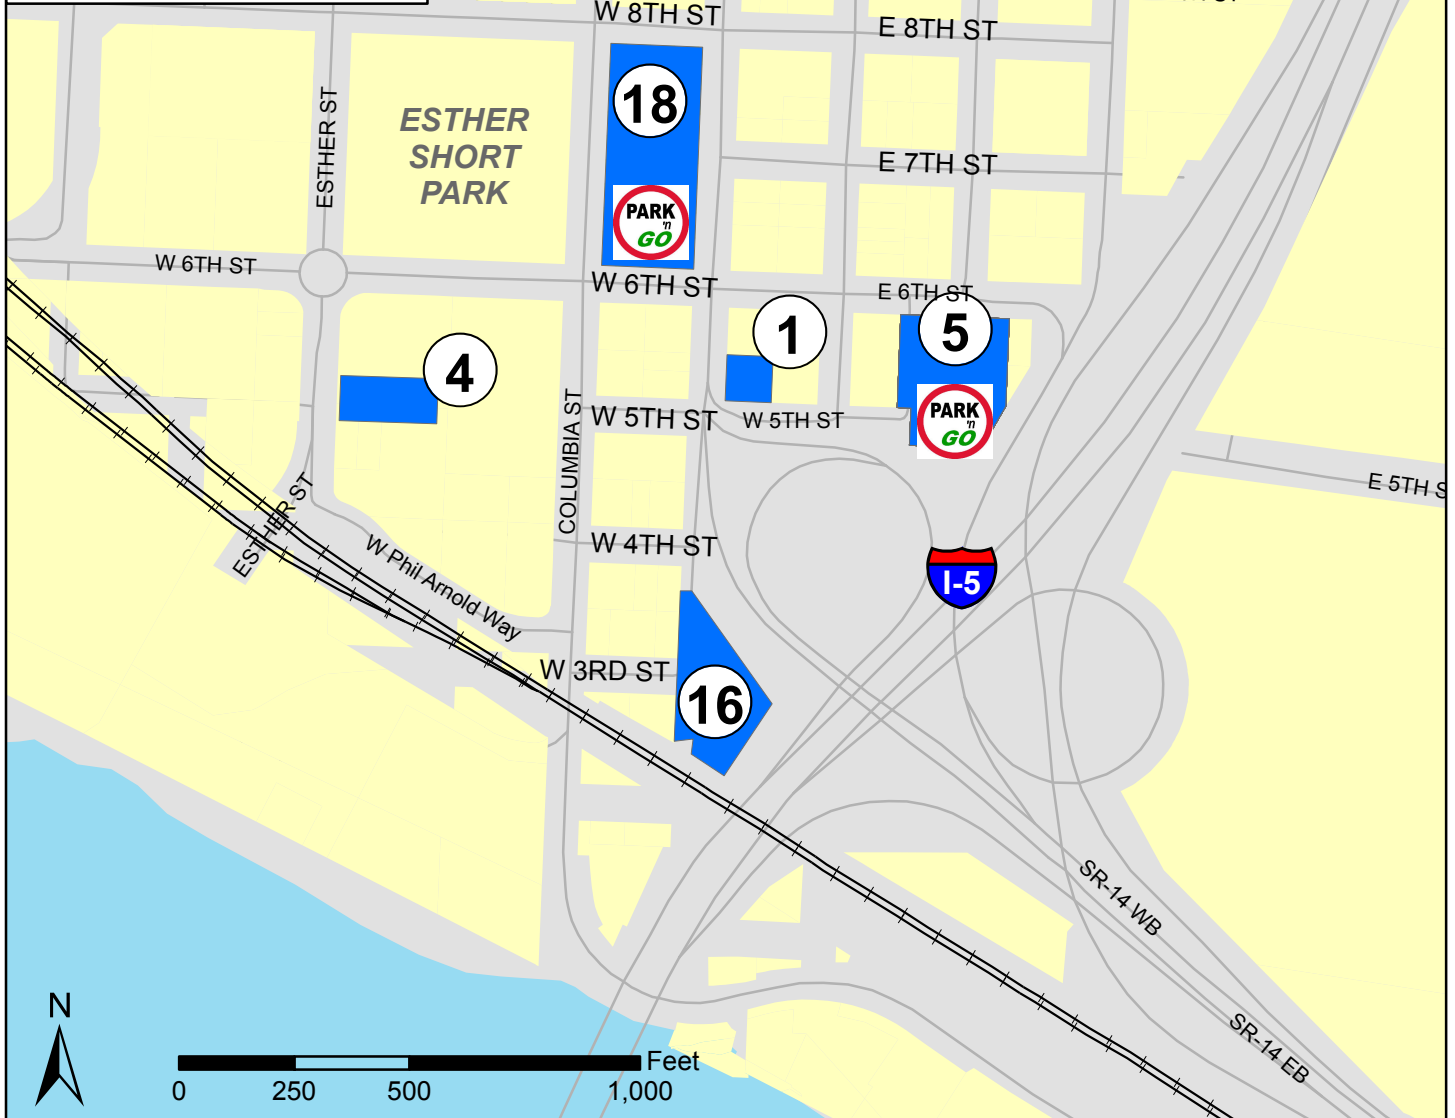 W 8TH ST
E 8TH ST
18
ESTHER
SHORT
PARK
ESTHER ST
E 7TH ST
PARK
'n
GO
W 6TH ST
W 6TH ST
E 6TH ST
1
5
4
PARK
'n
GO
COLUMBIA ST
W 5TH ST
W 5TH ST
E 5TH S
ESTHER ST
W 4TH ST
W Phil Arnold Way
I-5
W 3RD ST
16
SR-14 WB
SR-14 EB
N
Feet
0 250 500 1,000